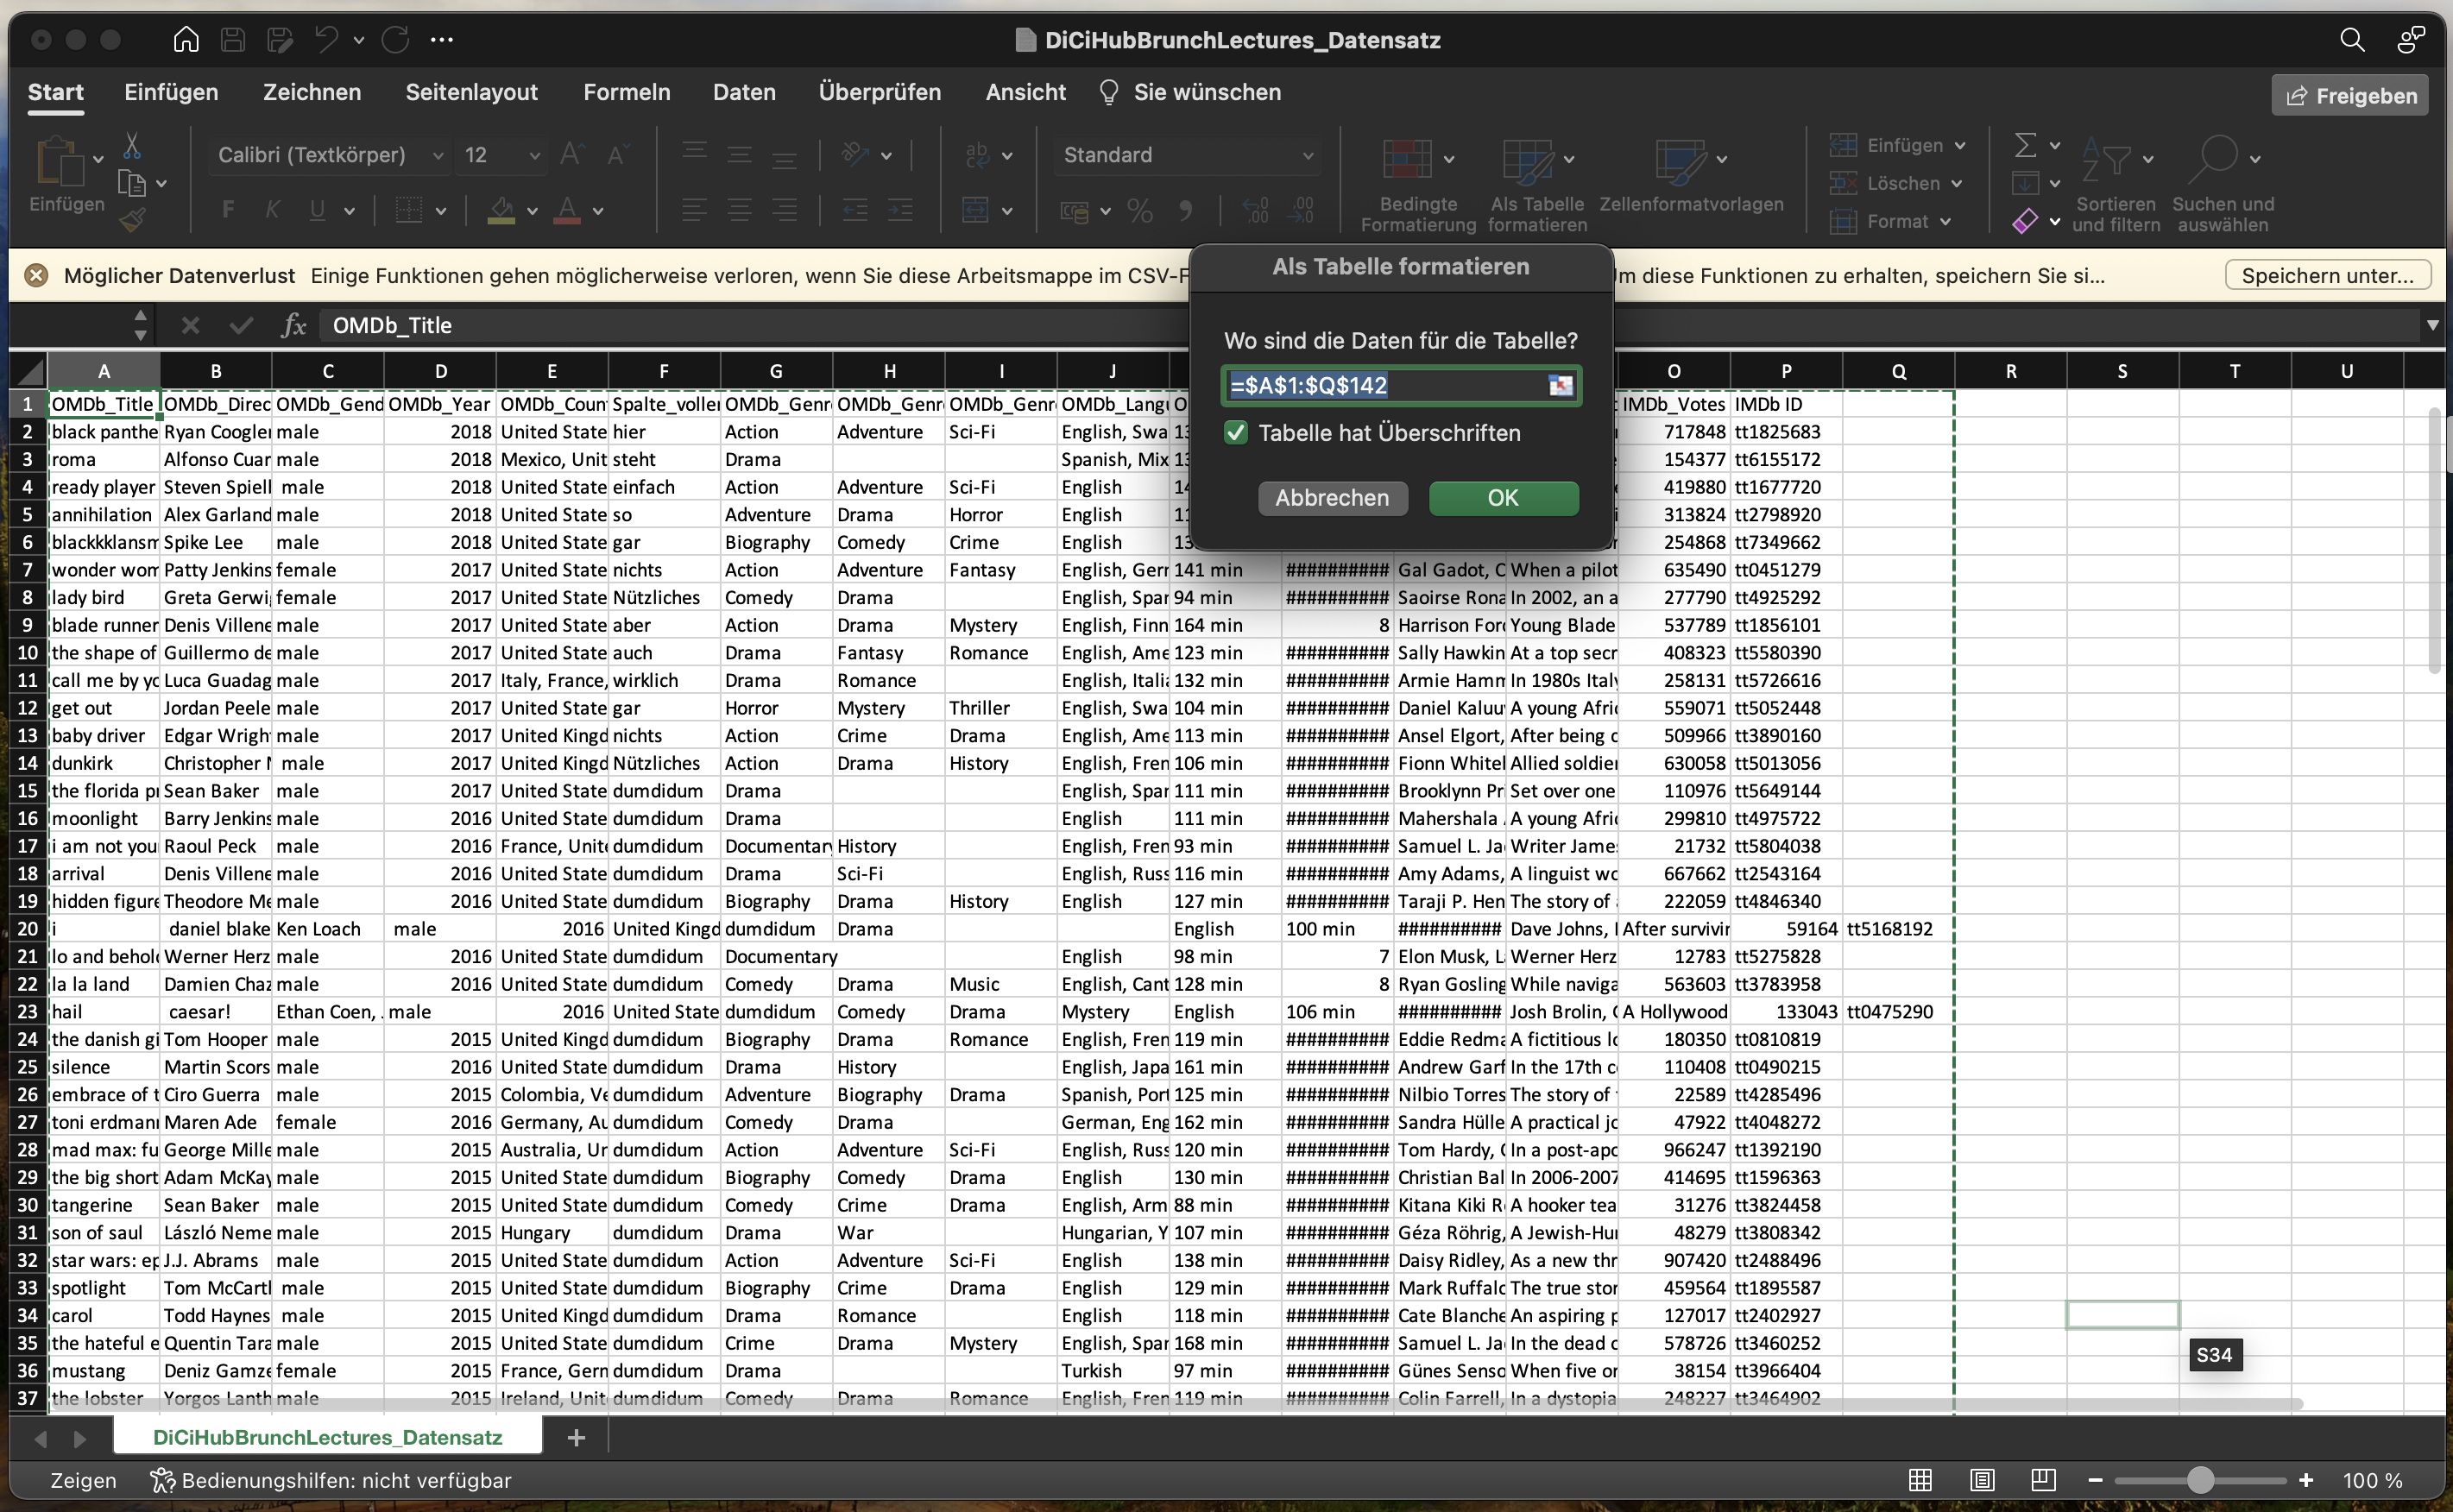 DiCiHubBrunchLectures_Datensatz
Start Einfügen Zeichnen Seitenlayout Formeln Daten Überprüfen Ansicht Sie wünschen Freigeben
Einfügen
Calibri (Textkörper) 12
F K U
Standard
Bedingte Formatierung
Als Tabelle formatieren
Zellenformatvorlagen
Einfügen
Löschen
Format
Sortieren und filtern
Suchen und auswählen
Möglicher Datenverlust Einige Funktionen gehen möglicherweise verloren, wenn Sie diese Arbeitsmappe im CSV-F
m diese Funktionen zu erhalten, speichern Sie si... Speichern unter...
fx OMDb_Title
Als Tabelle formatieren
Wo sind die Daten für die Tabelle?
=$A$1:$Q$142
Tabelle hat Überschriften
Abbrechen OK
A B C D E F G H I J O P Q R S T U
1 OMDb_Title OMDb_Direc OMDb_Gend OMDb_Year OMDb_Coun Spalte_voller OMDb_Genr OMDb_Genr OMDb_Genr OMDb_Langu O IMDb_Votes IMDb ID
2 black panthe Ryan Coogler male 2018 United State hier Action Adventure Sci-Fi English, Swa 13 717848 tt1825683
3 roma Alfonso Cuar male 2018 Mexico, Unit steht Drama Spanish, Mix 13 154377 tt6155172
4 ready player Steven Spiell male 2018 United State einfach Action Adventure Sci-Fi English 14 419880 tt1677720
5 annihilation Alex Garland male 2018 United State so Adventure Drama Horror English 11 313824 tt2798920
6 blackkklansm Spike Lee male 2018 United State gar Biography Comedy Crime English 13 254868 tt7349662
7 wonder wom Patty Jenkins female 2017 United State nichts Action Adventure Fantasy English, Gerr 141 min ########## Gal Gadot, C When a pilot 635490 tt0451279
8 lady bird Greta Gerwi female 2017 United State Nützliches Comedy Drama English, Spar 94 min ########## Saoirse Rona In 2002, an a 277790 tt4925292
9 blade runner Denis Villene male 2017 United State aber Action Drama Mystery English, Finn 164 min 8 Harrison Ford Young Blade 537789 tt1856101
10 the shape of Guillermo de male 2017 United State auch Drama Fantasy Romance English, Ame 123 min ########## Sally Hawkin At a top secr 408323 tt5580390
11 call me by yo Luca Guadag male 2017 Italy, France, wirklich Drama Romance English, Italia 132 min ########## Armie Hamm In 1980s Italy 258131 tt5726616
12 get out Jordan Peele male 2017 United State gar Horror Mystery Thriller English, Swa 104 min ########## Daniel Kaluu A young Afric 559071 tt5052448
13 baby driver Edgar Wrigh male 2017 United Kingd nichts Action Crime Drama English, Ame 113 min ########## Ansel Elgort, After being c 509966 tt3890160
14 dunkirk Christopher N male 2017 United Kingd Nützliches Action Drama History English, Fren 106 min ########## Fionn Whitel Allied soldier 630058 tt5013056
15 the florida pr Sean Baker male 2017 United State dumdidum Drama English, Spar 111 min ########## Brooklynn Pr Set over one 110976 tt5649144
16 moonlight Barry Jenkins male 2016 United State dumdidum Drama English 111 min ########## Mahershala A young Afric 299810 tt4975722
17 i am not you Raoul Peck male 2016 France, Unite dumdidum Documentary History English, Fren 93 min ########## Samuel L. Ja Writer James 21732 tt5804038
18 arrival Denis Villene male 2016 United State dumdidum Drama Sci-Fi English, Russ 116 min ########## Amy Adams, A linguist wo 667662 tt2543164
19 hidden figure Theodore Me male 2016 United State dumdidum Biography Drama History English 127 min ########## Taraji P. Hen The story of 222059 tt4846340
20 i daniel blake Ken Loach male 2016 United Kingd dumdidum Drama English 100 min ########## Dave Johns, After survivin 59164 tt5168192
21 lo and behold Werner Herz male 2016 United State dumdidum Documentary English 98 min 7 Elon Musk, L Werner Herz 12783 tt5275828
22 la la land Damien Chaz male 2016 United State dumdidum Comedy Drama Music English, Cant 128 min 8 Ryan Gosling While naviga 563603 tt3783958
23 hail caesar! Ethan Coen, male 2016 United State dumdidum Comedy Drama Mystery English 106 min ########## Josh Brolin, A Hollywood 133043 tt0475290
24 the danish gi Tom Hooper male 2015 United Kingd dumdidum Biography Drama Romance English, Fren 119 min ########## Eddie Redma A fictitious lo 180350 tt0810819
25 silence Martin Scors male 2016 United State dumdidum Drama History English, Japa 161 min ########## Andrew Garf In the 17th c 110408 tt0490215
26 embrace of t Ciro Guerra male 2015 Colombia, Ve dumdidum Adventure Biography Drama Spanish, Port 125 min ########## Nilbio Torres The story of 22589 tt4285496
27 toni erdmann Maren Ade female 2016 Germany, Au dumdidum Comedy Drama German, Eng 162 min ########## Sandra Hülle A practical jo 47922 tt4048272
28 mad max: fu George Mille male 2015 Australia, Un dumdidum Action Adventure Sci-Fi English, Russ 120 min ########## Tom Hardy, In a post-apo 966247 tt1392190
29 the big short Adam McKay male 2015 United State dumdidum Biography Comedy Drama English 130 min ########## Christian Bal In 2006-2007 414695 tt1596363
30 tangerine Sean Baker male 2015 United State dumdidum Comedy Crime Drama English, Arm 88 min ########## Kitana Kiki R A hooker tea 31276 tt3824458
31 son of saul László Neme male 2015 Hungary dumdidum Drama War Hungarian, Y 107 min ########## Géza Röhrig, A Jewish-Hun 48279 tt3808342
32 star wars: ep J.J. Abrams male 2015 United State dumdidum Action Adventure Sci-Fi English 138 min ########## Daisy Ridley, As a new thr 907420 tt2488496
33 spotlight Tom McCarth male 2015 United State dumdidum Biography Crime Drama English 129 min ########## Mark Ruffalo The true stor 459564 tt1895587
34 carol Todd Haynes male 2015 United Kingd dumdidum Drama Romance English 118 min ########## Cate Blanche An aspiring p 127017 tt2402927
35 the hateful e Quentin Tara male 2015 United State dumdidum Crime Drama Mystery English, Spar 168 min ########## Samuel L. Ja In the dead o 578726 tt3460252
36 mustang Deniz Gamze female 2015 France, Gern dumdidum Drama Turkish 97 min ########## Günes Senso When five or 38154 tt3966404
37 the lobster Yorgos Lanth male 2015 Ireland, Unit dumdidum Comedy Drama Romance English, Fren 119 min ########## Colin Farrell, In a dystopia 248227 tt3464902
S34
DiCiHubBrunchLectures_Datensatz
Zeigen Bedienungshilfen: nicht verfügbar 100 %